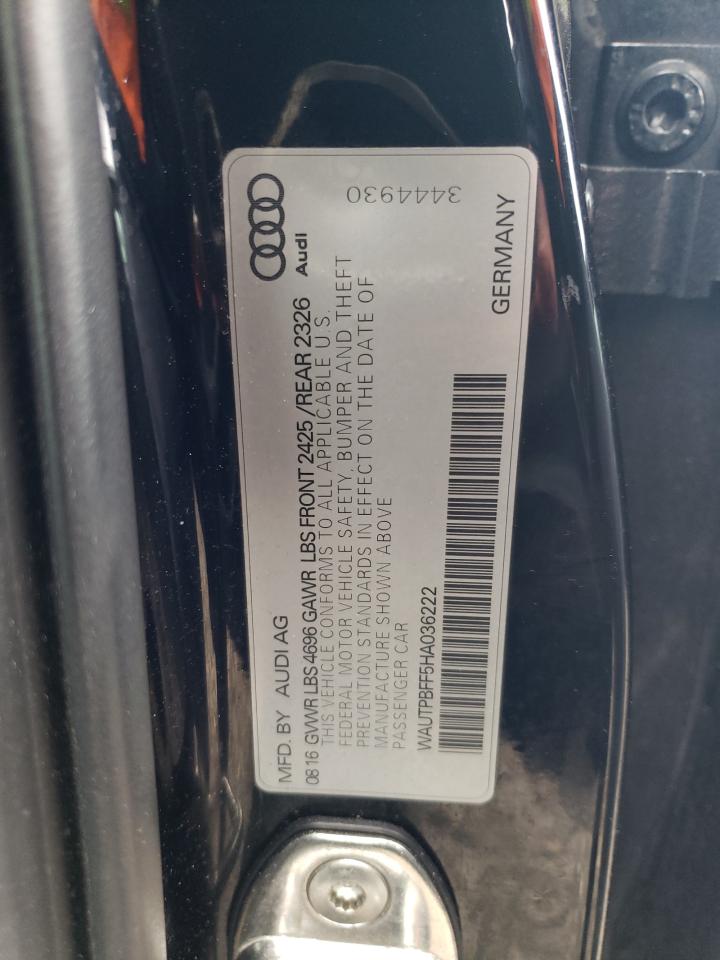 MFD. BY AUDI AG
0816 GVWR LBS 4696 GAWR LBS FRONT 2425 / REAR 2326
THIS VEHICLE CONFORMS TO ALL APPLICABLE U.S.
FEDERAL MOTOR VEHICLE SAFETY, BUMPER AND THEFT
PREVENTION STANDARDS IN EFFECT ON THE DATE OF
MANUFACTURE SHOWN ABOVE
PASSENGER CAR
WAUTPBFF5HA036222
Audi
3444930
GERMANY